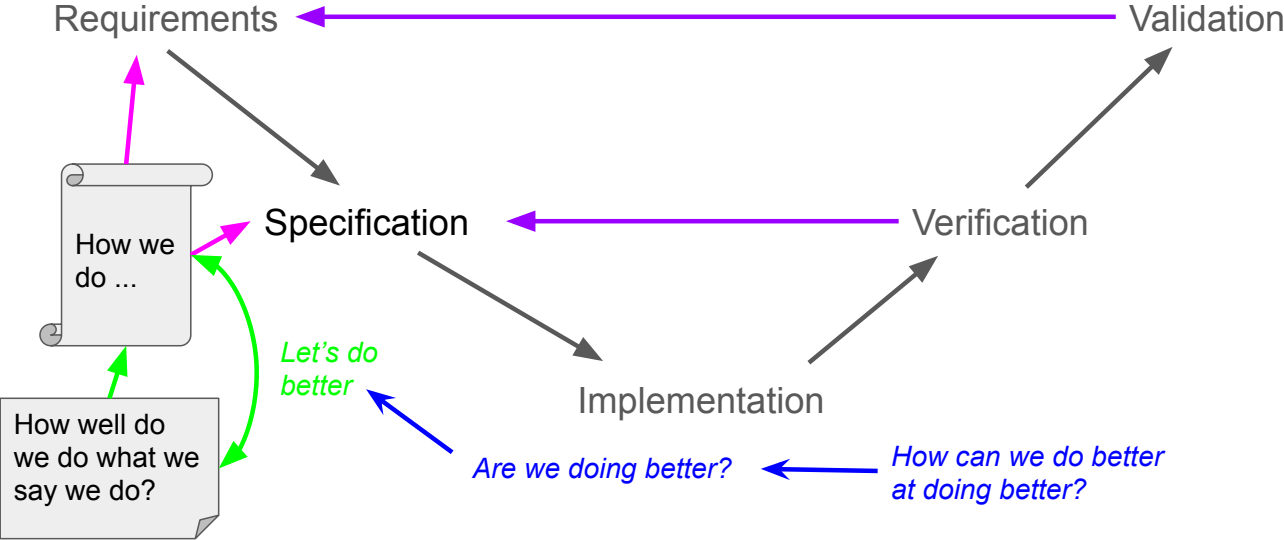 Requirements
Validation
Specification
Verification
How we
do ...
Let's do
better
Implementation
How well do
we do what we
say we do?
Are we doing better?
How can we do better
at doing better?